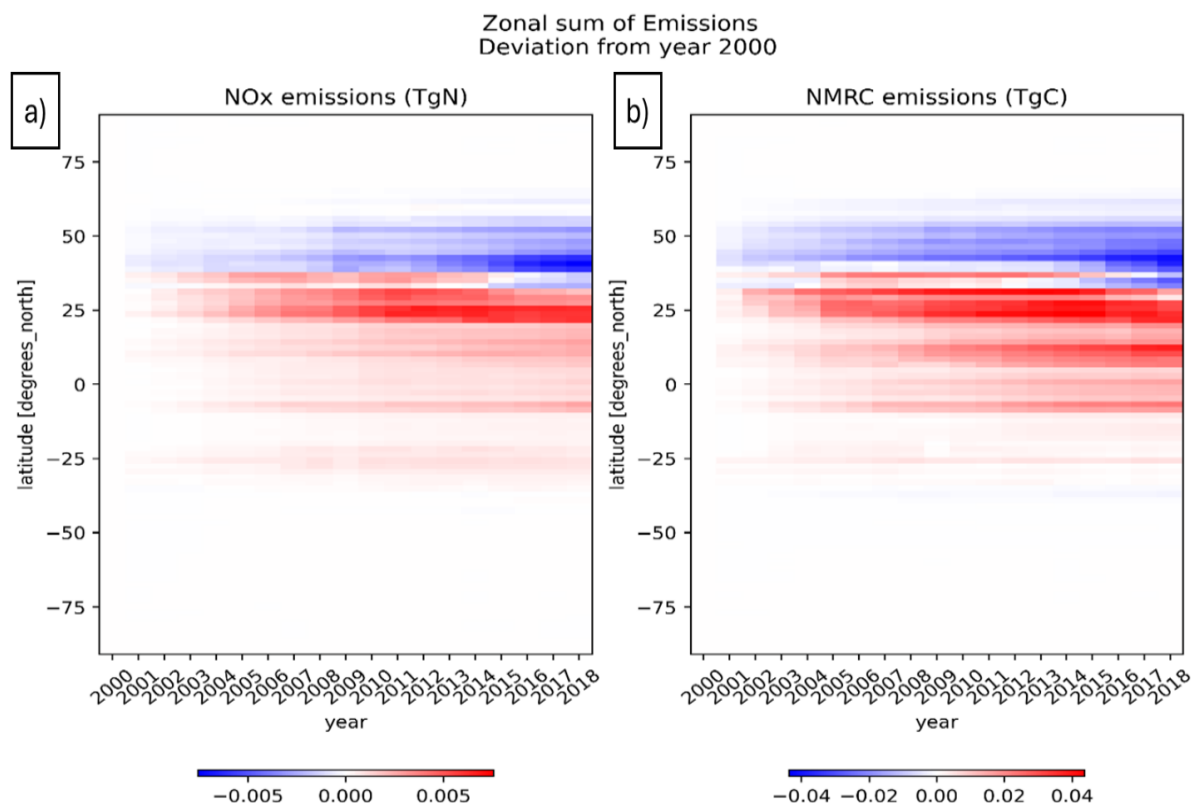 Zonal sum of Emissions
Deviation from year 2000
a)
NOx emissions (TgN)
75
50
25
0
−25
−50
−75
latitude [degrees_north]
2000 2001 2002 2003 2004 2005 2006 2007 2008 2009 2010 2011 2012 2013 2014 2015 2016 2017 2018
year
−0.005 0.000 0.005
b)
NMRC emissions (TgC)
75
50
25
0
−25
−50
−75
latitude [degrees_north]
2000 2001 2002 2003 2004 2005 2006 2007 2008 2009 2010 2011 2012 2013 2014 2015 2016 2017 2018
year
−0.04 −0.02 0.00 0.02 0.04